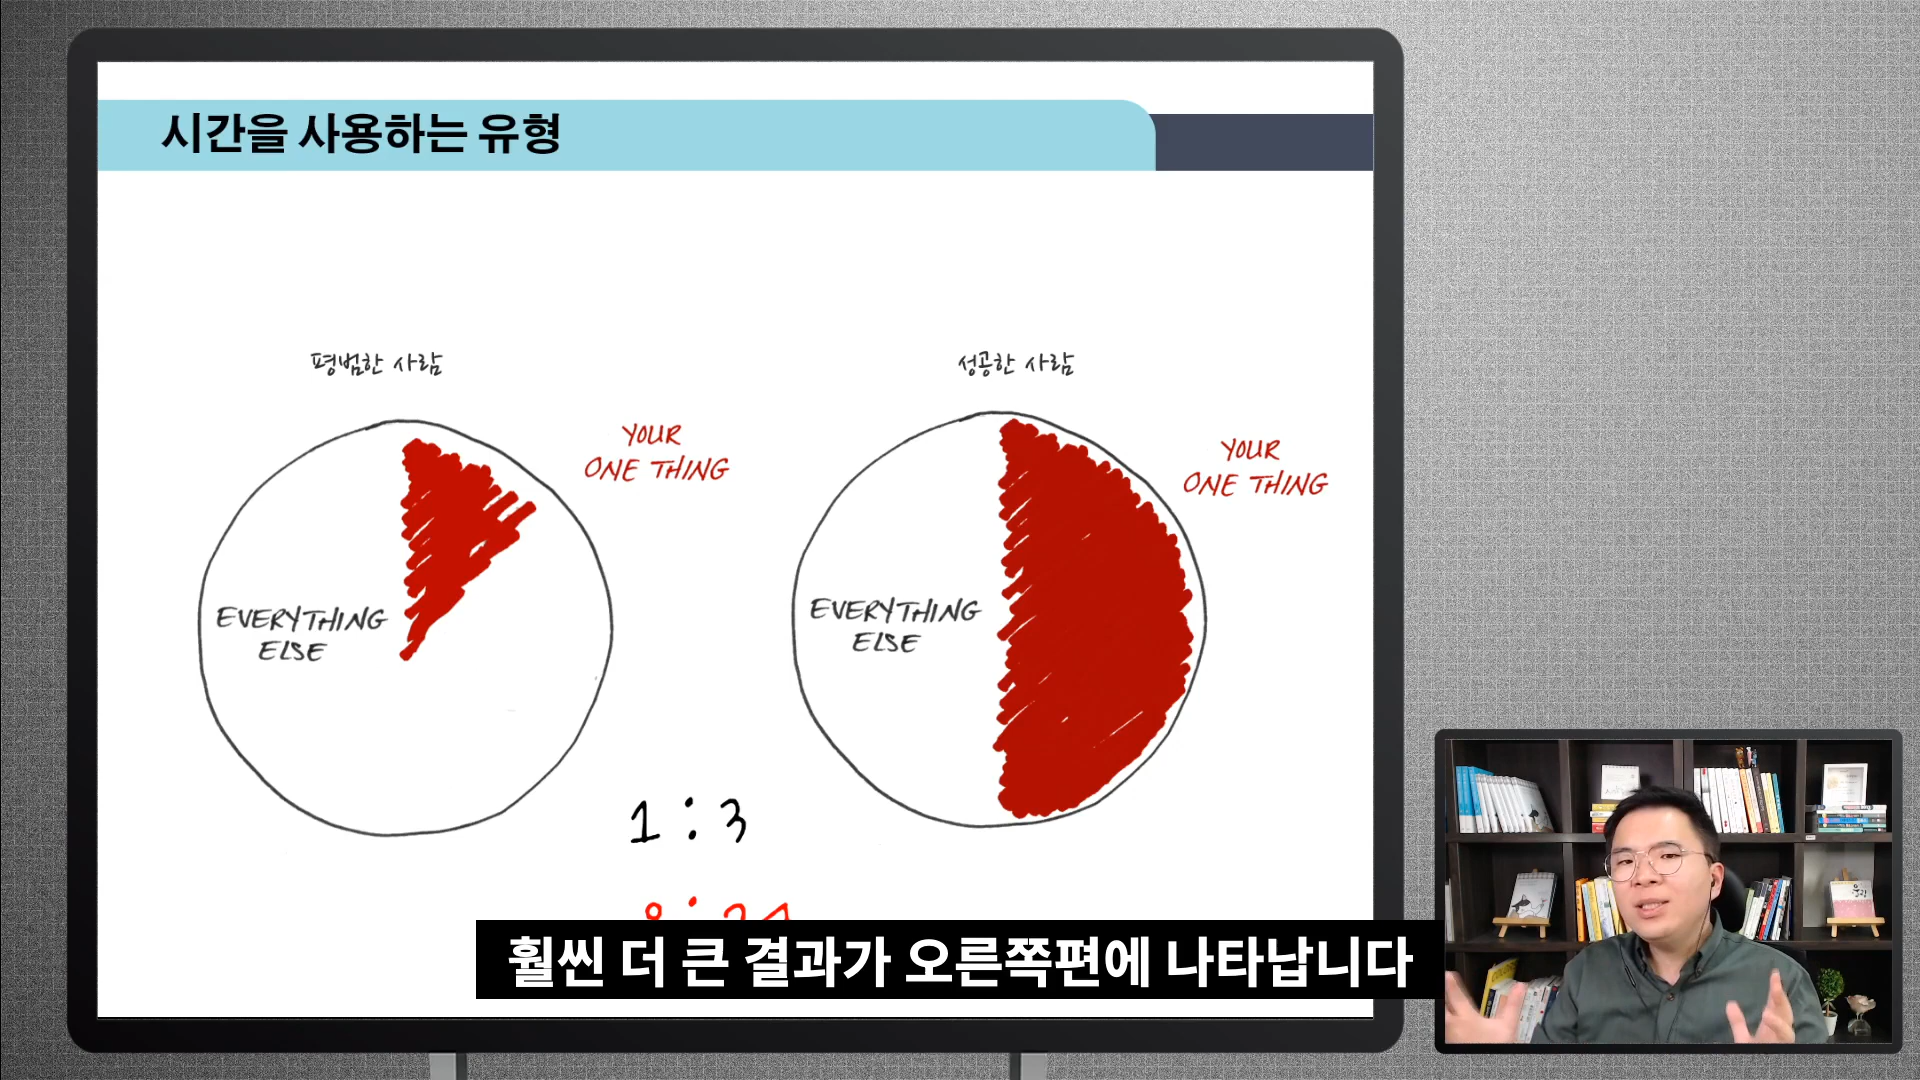 시간을 사용하는 유형
평범한 사람
성공한 사람
YOUR
ONE THING
YOUR
ONE THING
EVERYTHING
ELSE
EVERYTHING
ELSE
1 : 3
훨씬 더 큰 결과가 오른쪽편에 나타납니다